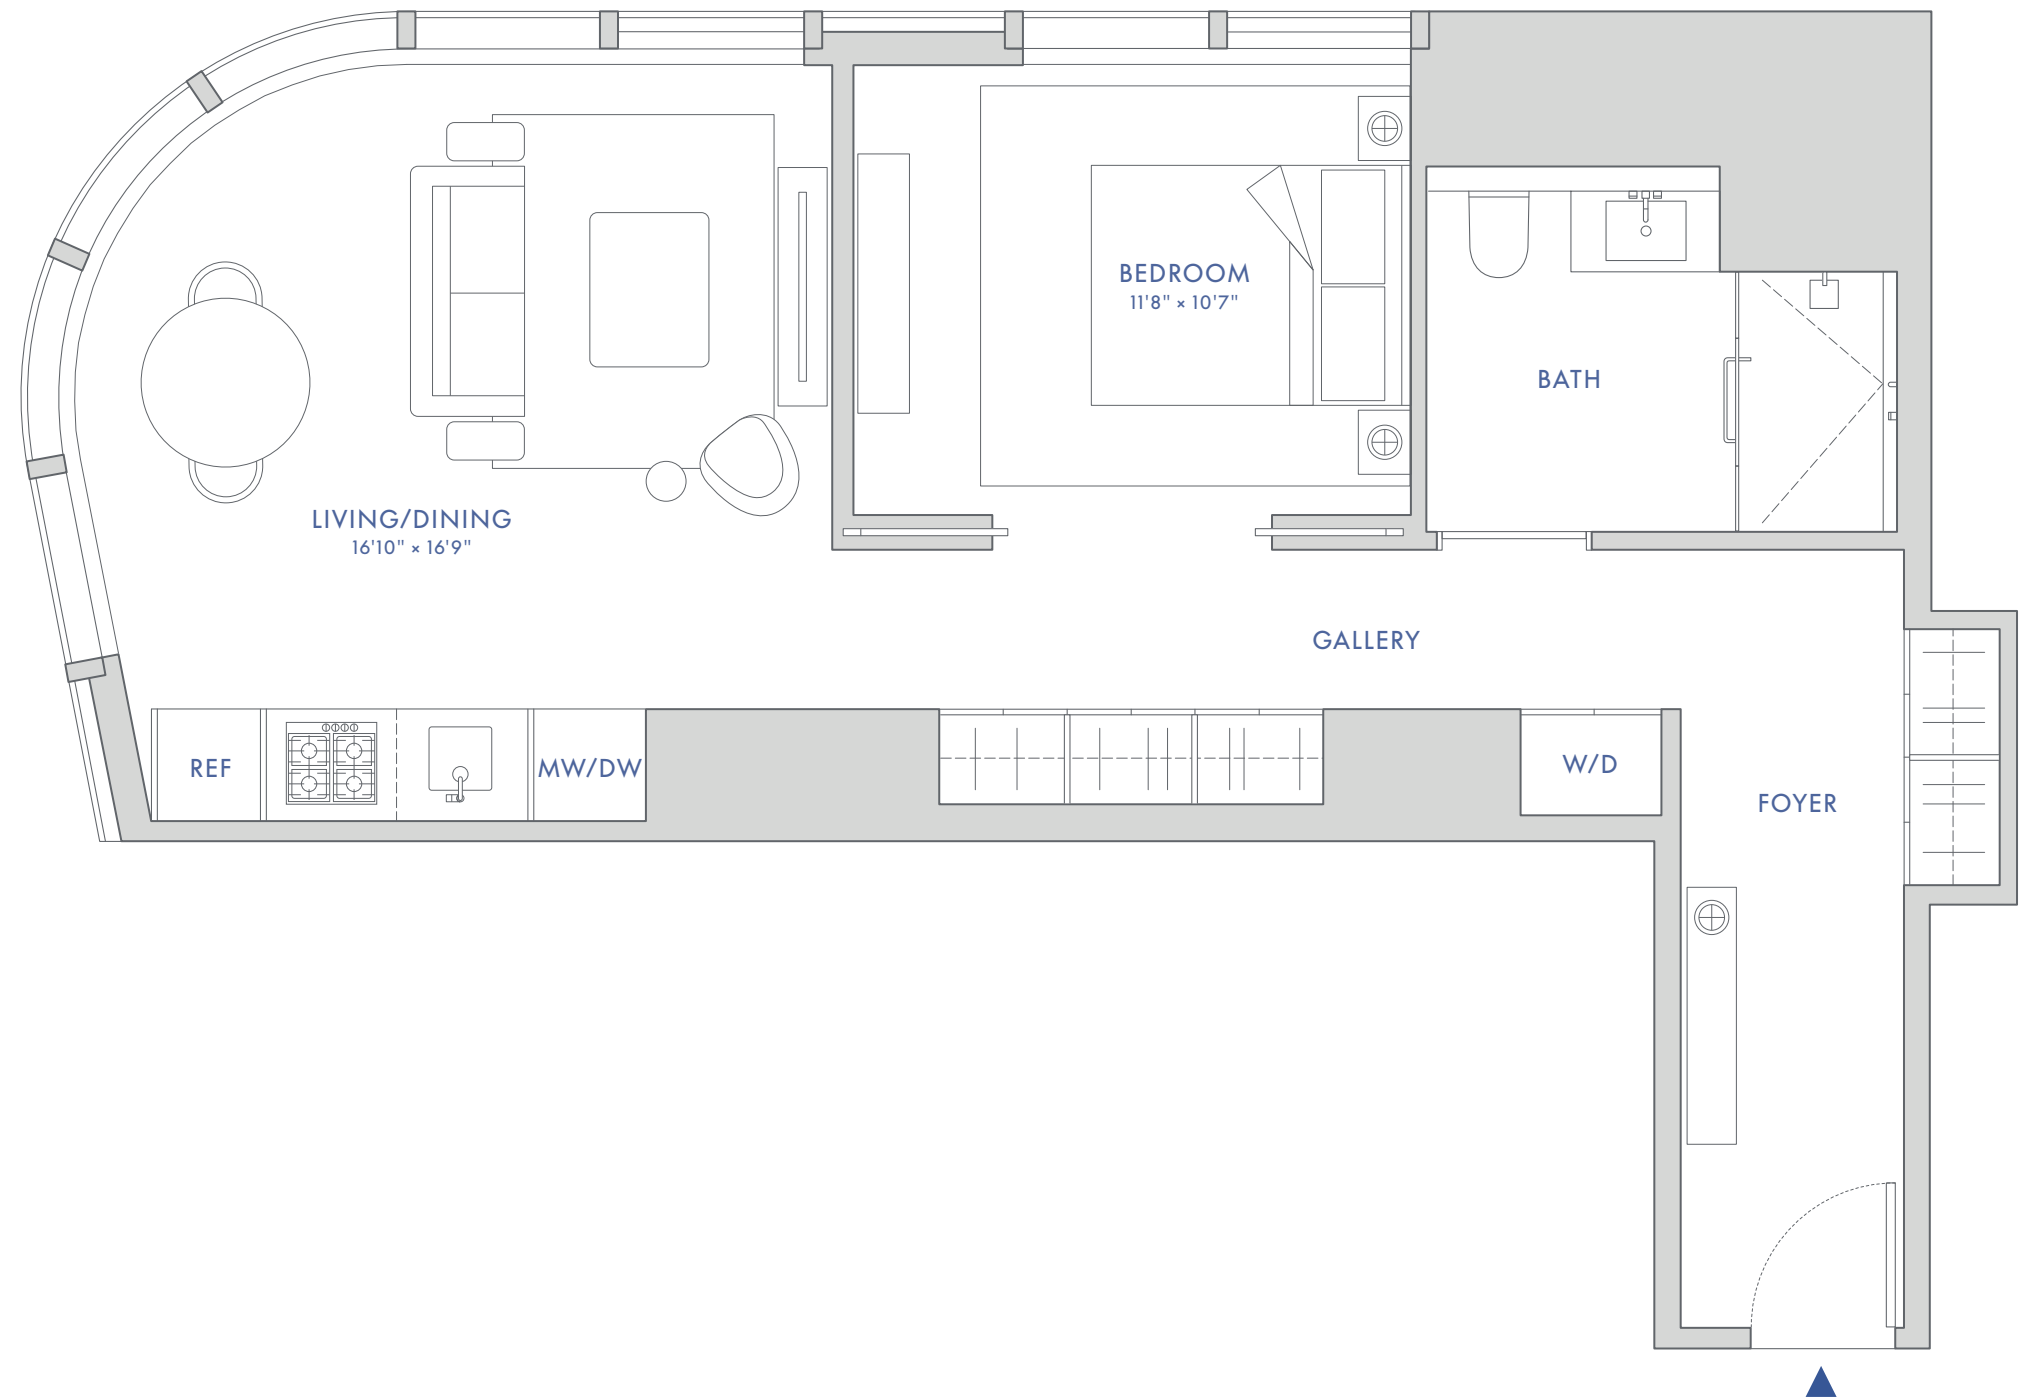 BEDROOM
11'8" × 10'7"
BATH
LIVING/DINING
16'10" × 16'9"
GALLERY
REF
MW/DW
W/D
FOYER